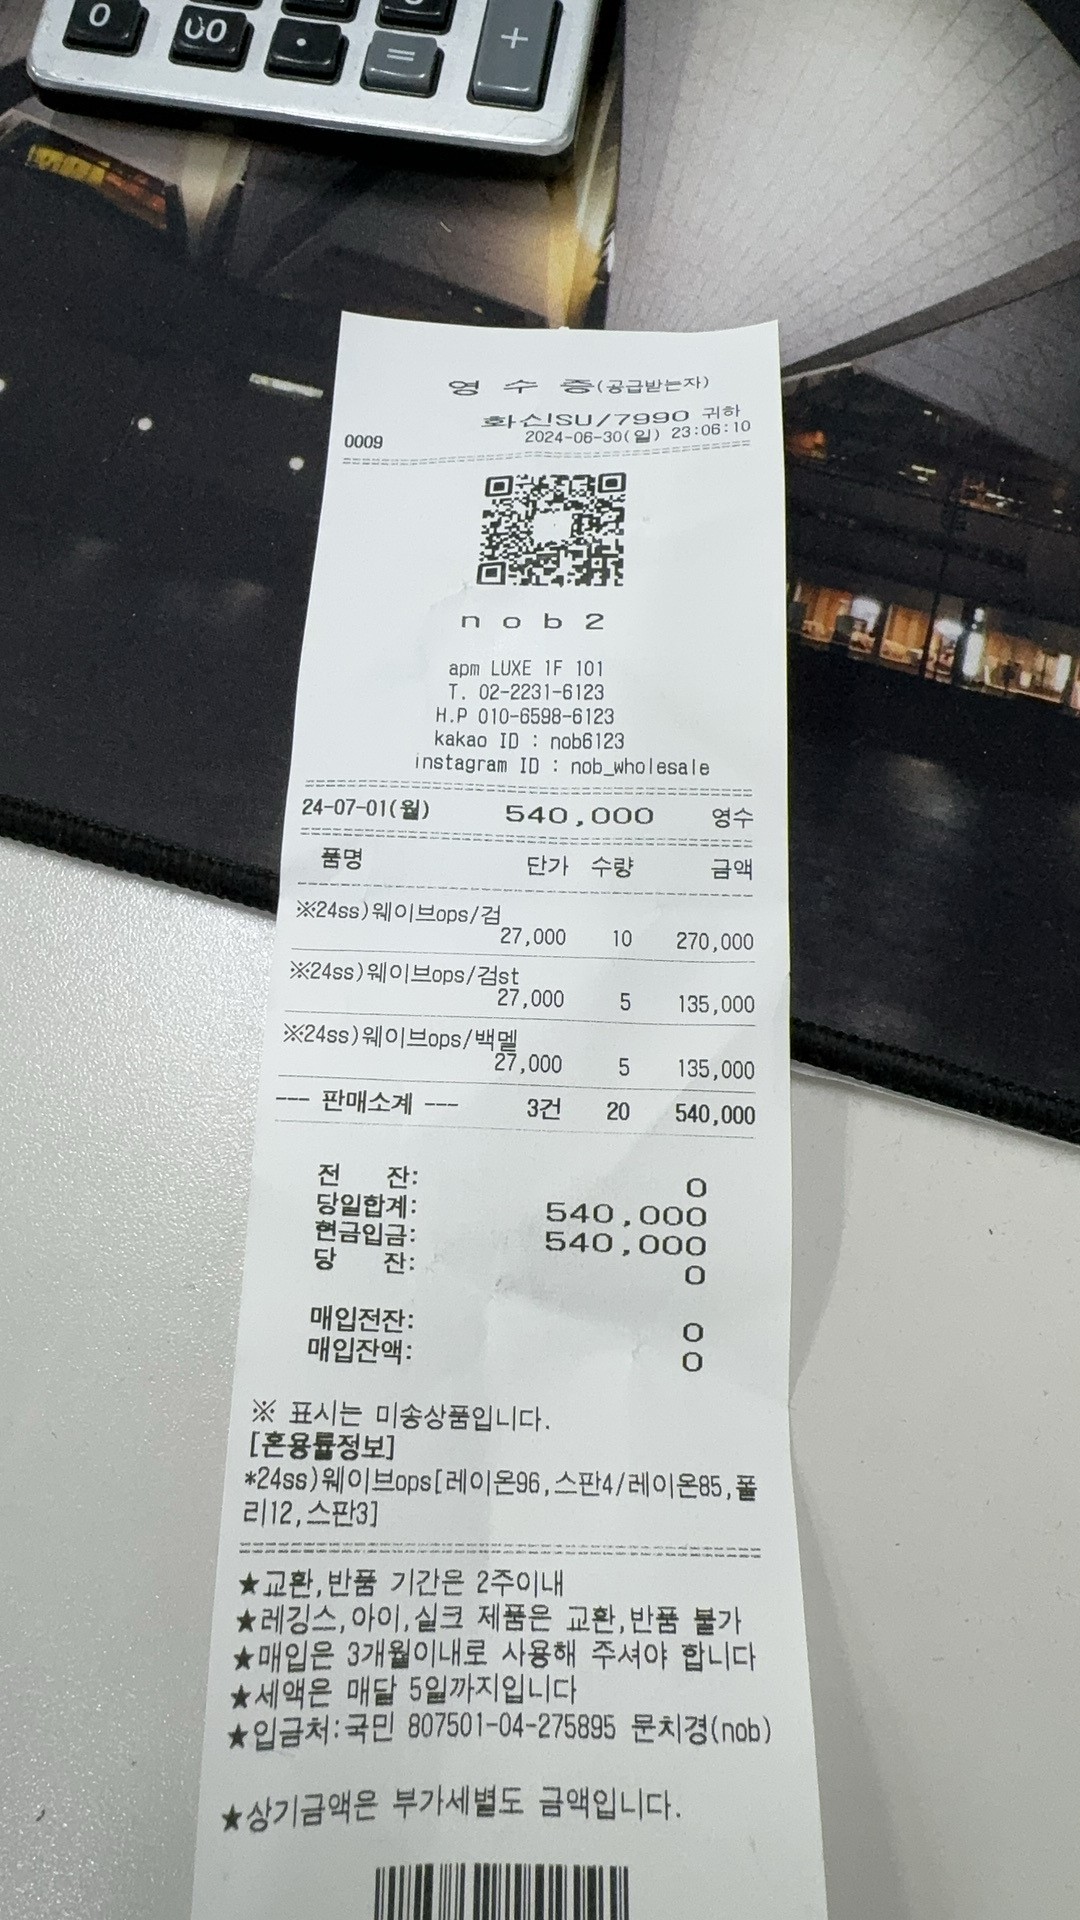 0
00
.
=
+
영 수 증(공급받는자)
화신!SU/7990 귀하
0009 2024-06-30(일) 23:06:10
n o b 2
apm LUXE 1F 101
T. 02-2231-6123
H.P 010-6598-6123
kakao ID : nob6123
instagram ID : nob_wholesale
24-07-01(월) 540,000 영수
품명 단가 수량 금액
※24ss)웨이브ops/검
27,000 10 270,000
※24ss)웨이브ops/검st
27,000 5 135,000
※24ss)웨이브ops/백멜
27,000 5 135,000
--- 판매소계 --- 3건 20 540,000
전 잔: 0
당일합계: 540,000
현금입금: 540,000
당 잔: 0
매입전잔: 0
매입잔액: 0
※ 표시는 미송상품입니다.
[혼용률정보]
*24ss)웨이브ops[레이온96,스판4/레이온85,폴
리12,스판3]
★교환,반품 기간은 2주이내
★레깅스,아이,실크 제품은 교환,반품 불가
★매입은 3개월이내로 사용해 주셔야 합니다
★세액은 매달 5일까지입니다
★입금처:국민 807501-04-275895 문치경(nob)
★상기금액은 부가세별도 금액입니다.